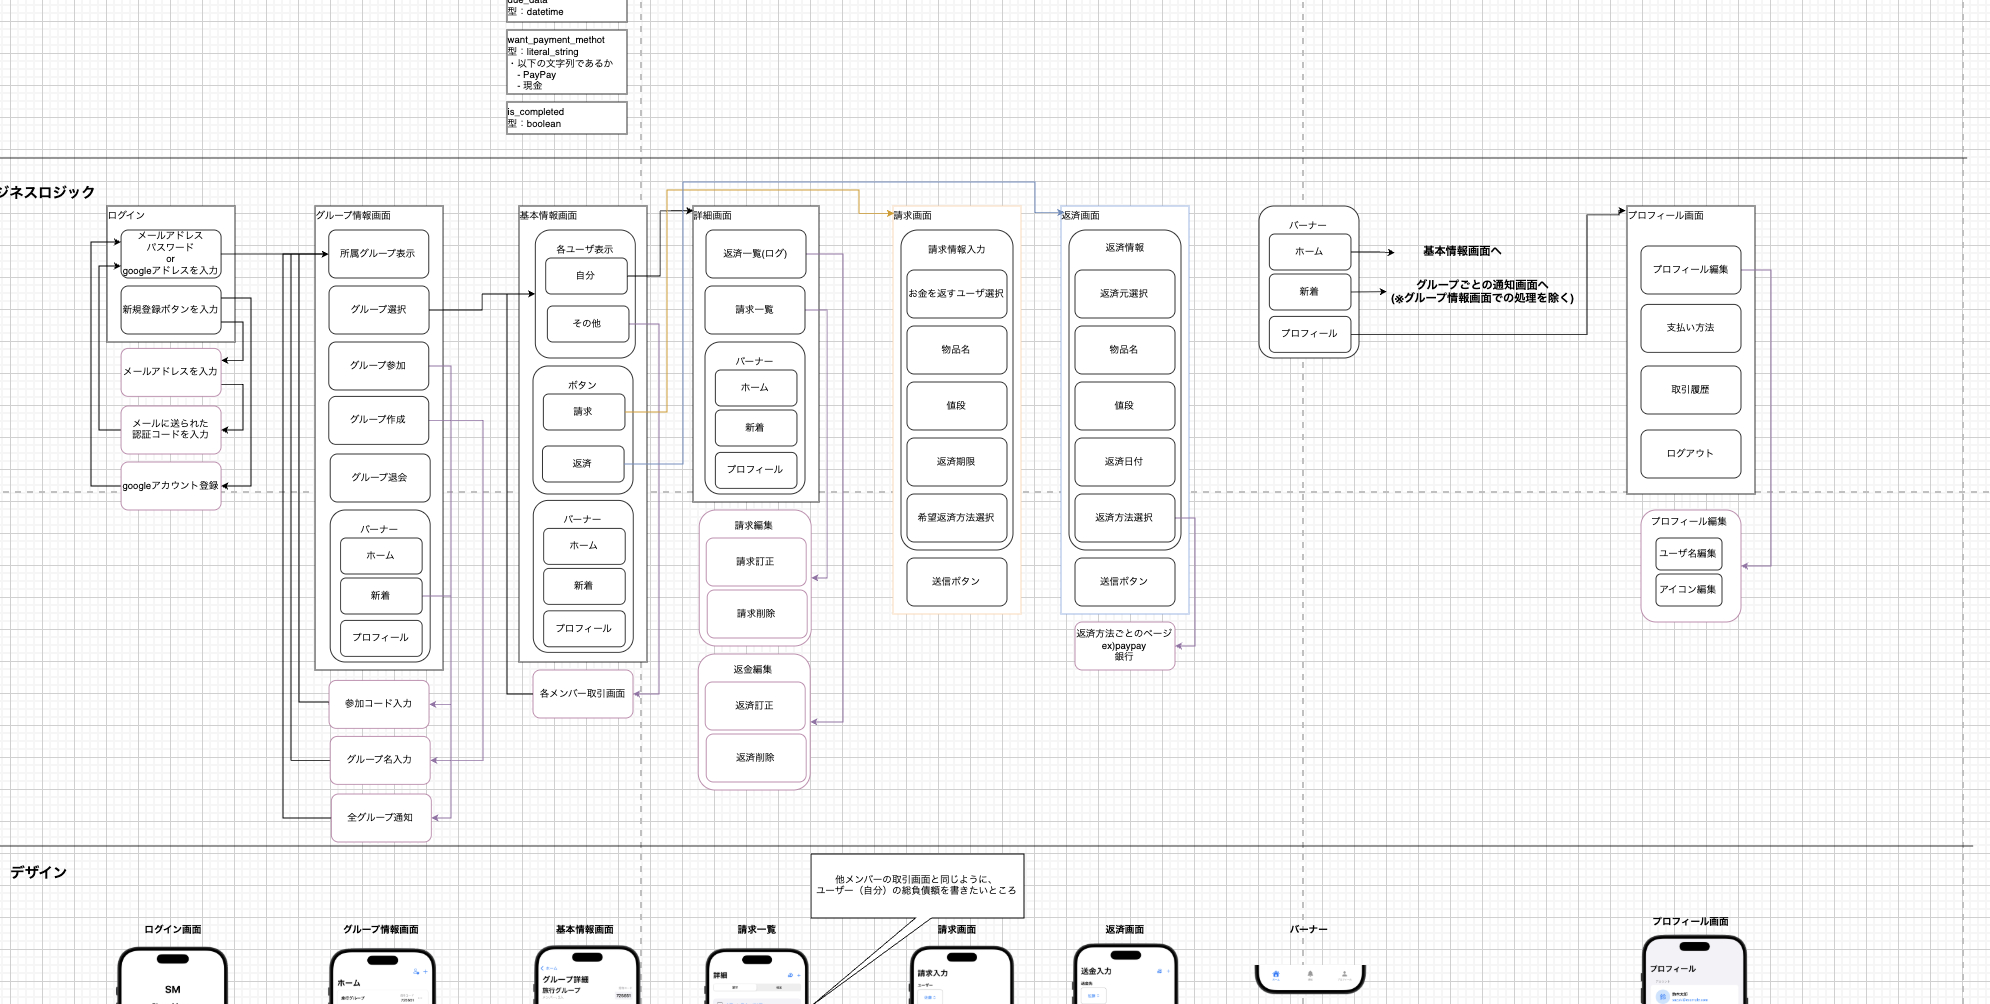 due_data
型：datetime
want_payment_methot
型：literal_string
・以下の文字列であるか
- PayPay
- 現金
is_completed
型：boolean
ジネスロジック
ログイン
メールアドレス
パスワード
or
googleアドレスを入力
新規登録ボタンを入力
メールアドレスを入力
メールに送られた
認証コードを入力
googleアカウント登録
グループ情報画面
所属グループ表示
グループ選択
グループ参加
グループ作成
グループ退会
バーナー
ホーム
新着
プロフィール
参加コード入力
グループ名入力
全グループ通知
基本情報画面
各ユーザ表示
自分
その他
ボタン
請求
返済
バーナー
ホーム
新着
プロフィール
各メンバー取引画面
詳細画面
返済一覧(ログ)
請求一覧
バーナー
ホーム
新着
プロフィール
請求編集
請求訂正
請求削除
返金編集
返済訂正
返済削除
請求画面
請求情報入力
お金を返すユーザ選択
物品名
値段
返済期限
希望返済方法選択
送信ボタン
返済画面
返済情報
返済元選択
物品名
値段
返済日付
返済方法選択
送信ボタン
返済方法ごとのページ
ex)paypay
銀行
バーナー
ホーム
新着
プロフィール
基本情報画面へ
グループごとの通知画面へ
(※グループ情報画面での処理を除く)
プロフィール画面
プロフィール編集
支払い方法
取引履歴
ログアウト
プロフィール編集
ユーザ名編集
アイコン編集
デザイン
他メンバーの取引画面と同じように、
ユーザー（自分）の総負債額を書きたいところ
ログイン画面
SM
グループ情報画面
ホーム
旅行グループ
基本情報画面
グループ詳細
旅行グループ
請求一覧
詳細
請求画面
請求入力
ユーザー
返済画面
送金入力
バーナー
プロフィール画面
プロフィール